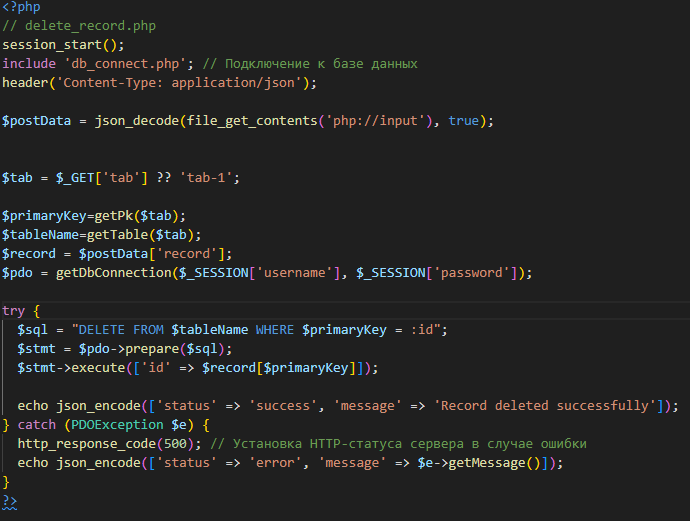 <?php
// delete_record.php
session_start();
include 'db_connect.php'; // Подключение к базе данных
header('Content-Type: application/json');
$postData = json_decode(file_get_contents('php://input'), true);
$tab = $_GET['tab'] ?? 'tab-1';
$primaryKey=getPk($tab);
$tableName=getTable($tab);
$record = $postData['record'];
$pdo = getDbConnection($_SESSION['username'], $_SESSION['password']);
try {
$sql = "DELETE FROM $tableName WHERE $primaryKey = :id";
$stmt = $pdo->prepare($sql);
$stmt->execute(['id' => $record[$primaryKey]]);
echo json_encode(['status' => 'success', 'message' => 'Record deleted successfully']);
} catch (PDOException $e) {
http_response_code(500); // Установка HTTP-статуса сервера в случае ошибки
echo json_encode(['status' => 'error', 'message' => $e->getMessage()]);
}
?>